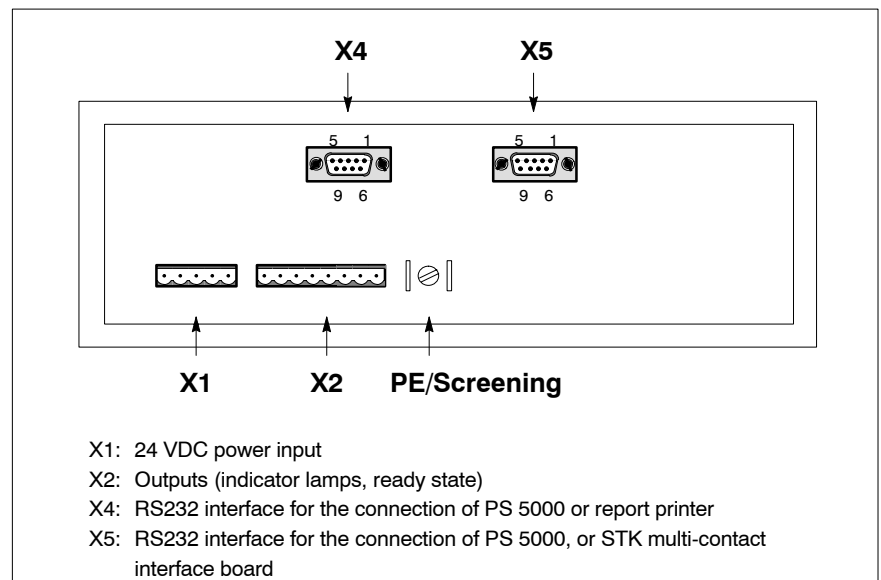 X4 X5
5 1 5 1
9 6 9 6
X1 X2 PE/Screening
X1: 24 VDC power input
X2: Outputs (indicator lamps, ready state)
X4: RS232 interface for the connection of PS 5000 or report printer
X5: RS232 interface for the connection of PS 5000, or STK multi-contact
interface board